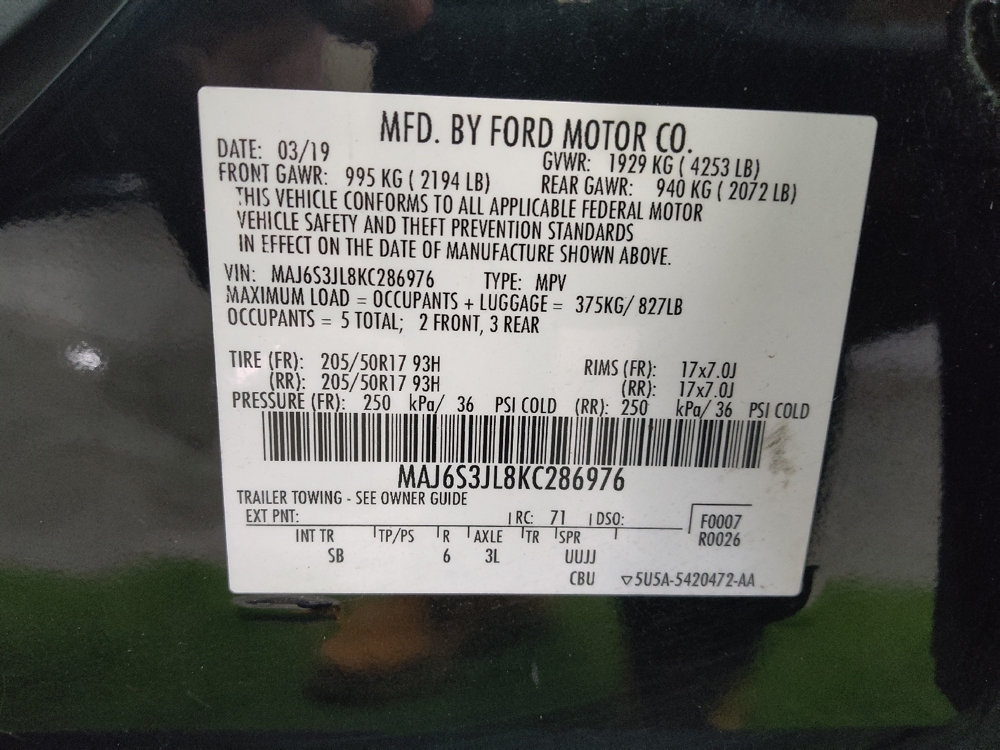 MFD. BY FORD MOTOR CO.
DATE: 03/19 GVWR: 1929 KG ( 4253 LB)
FRONT GAWR: 995 KG ( 2194 LB) REAR GAWR: 940 KG ( 2072 LB)
THIS VEHICLE CONFORMS TO ALL APPLICABLE FEDERAL MOTOR
VEHICLE SAFETY AND THEFT PREVENTION STANDARDS
IN EFFECT ON THE DATE OF MANUFACTURE SHOWN ABOVE.
VIN: MAJ6S3JL8KC286976 TYPE: MPV
MAXIMUM LOAD = OCCUPANTS + LUGGAGE = 375KG/ 827LB
OCCUPANTS = 5 TOTAL; 2 FRONT, 3 REAR
TIRE (FR): 205/50R17 93H RIMS (FR): 17x7.0J
(RR): 205/50R17 93H (RR): 17x7.0J
PRESSURE (FR): 250 kPa/ 36 PSI COLD (RR): 250 kPa/ 36 PSI COLD
MAJ6S3JL8KC286976
TRAILER TOWING - SEE OWNER GUIDE
EXT PNT: RC: 71 DSO: F0007
R0026
INT TR TP/PS R AXLE TR SPR
SB 6 3L UUJJ
CBU ▽5U5A-5420472-AA